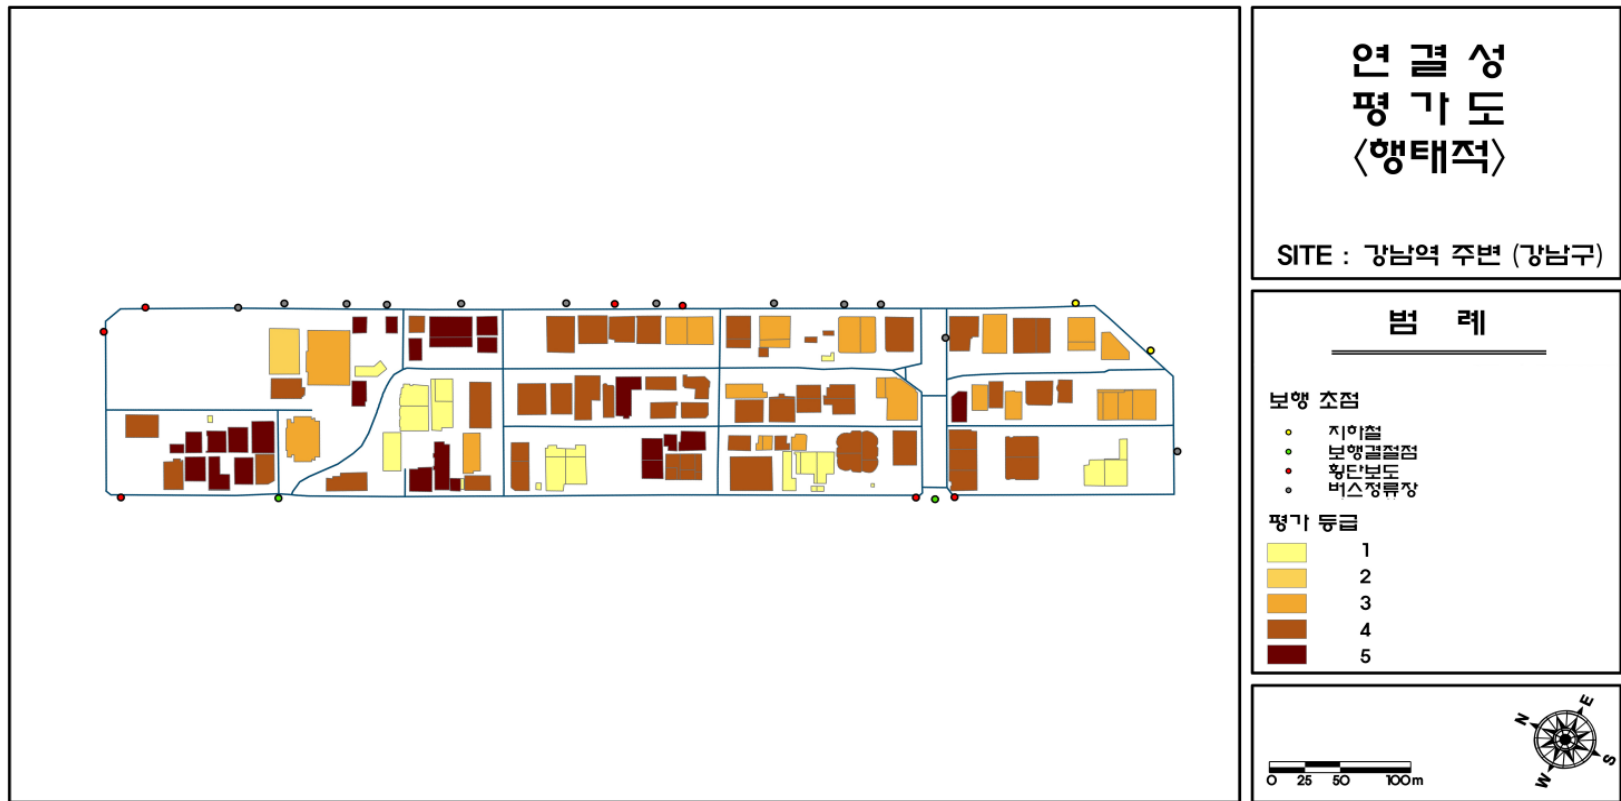 연 결 성
평 가 도
<행태적>
SITE : 강남역 주변 (강남구)
범 례
보행 초점
지하철
보행결절점
횡단보도
버스정류장
평가 등급
1
2
3
4
5
0 25 50 100m
N E
W S